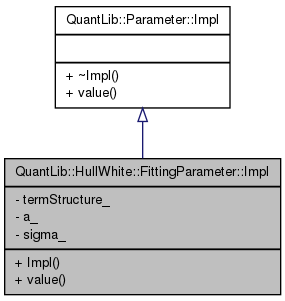 QuantLib::Parameter::Impl
+ ~Impl()
+ value()
QuantLib::HullWhite::FittingParameter::Impl
- termStructure_
- a_
- sigma_
+ Impl()
+ value()